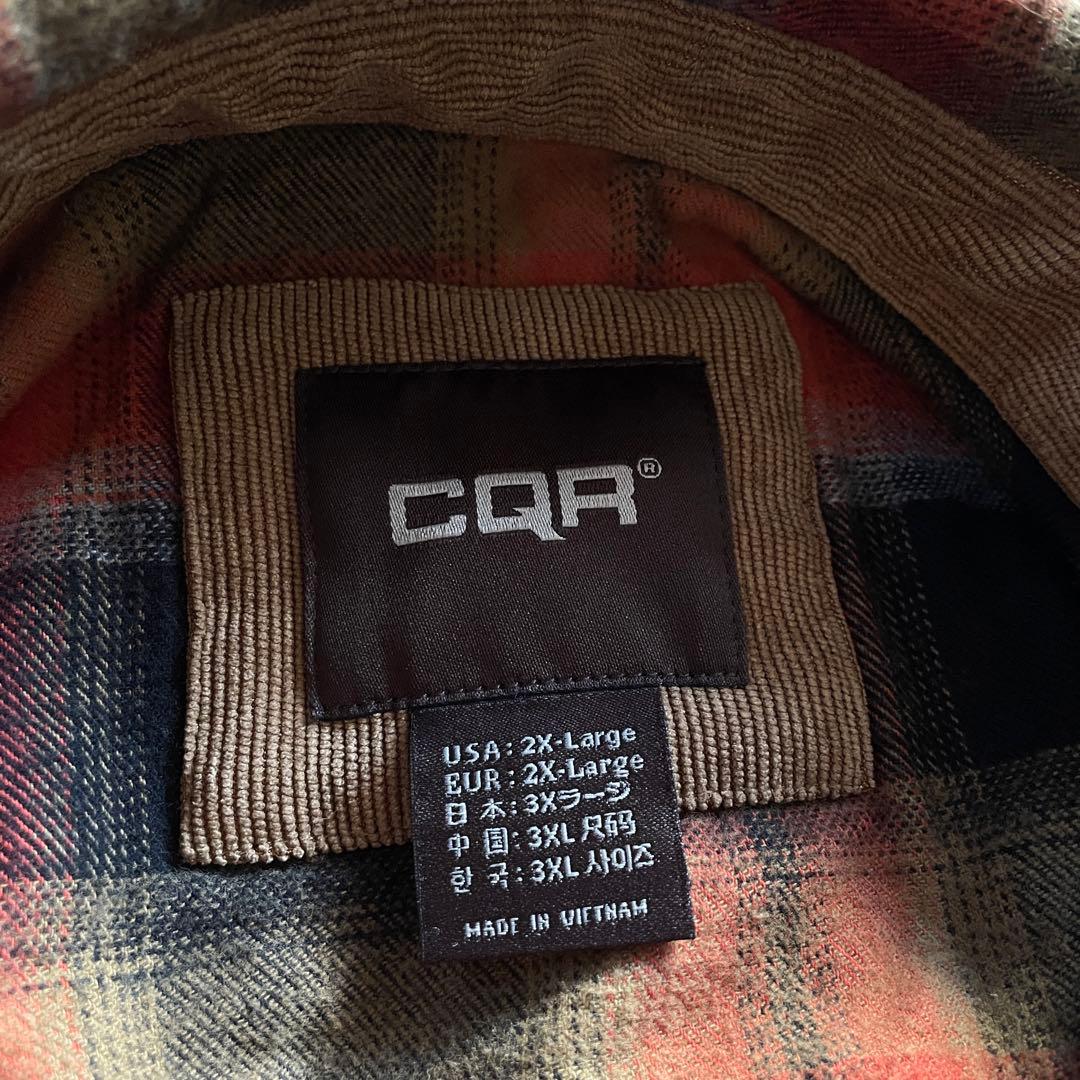 CQR®
USA: 2X-Large
EUR: 2X-Large
日本: 3Xラージ
中国: 3XL 尺码
한국: 3XL 사이즈
MADE IN VIETNAM